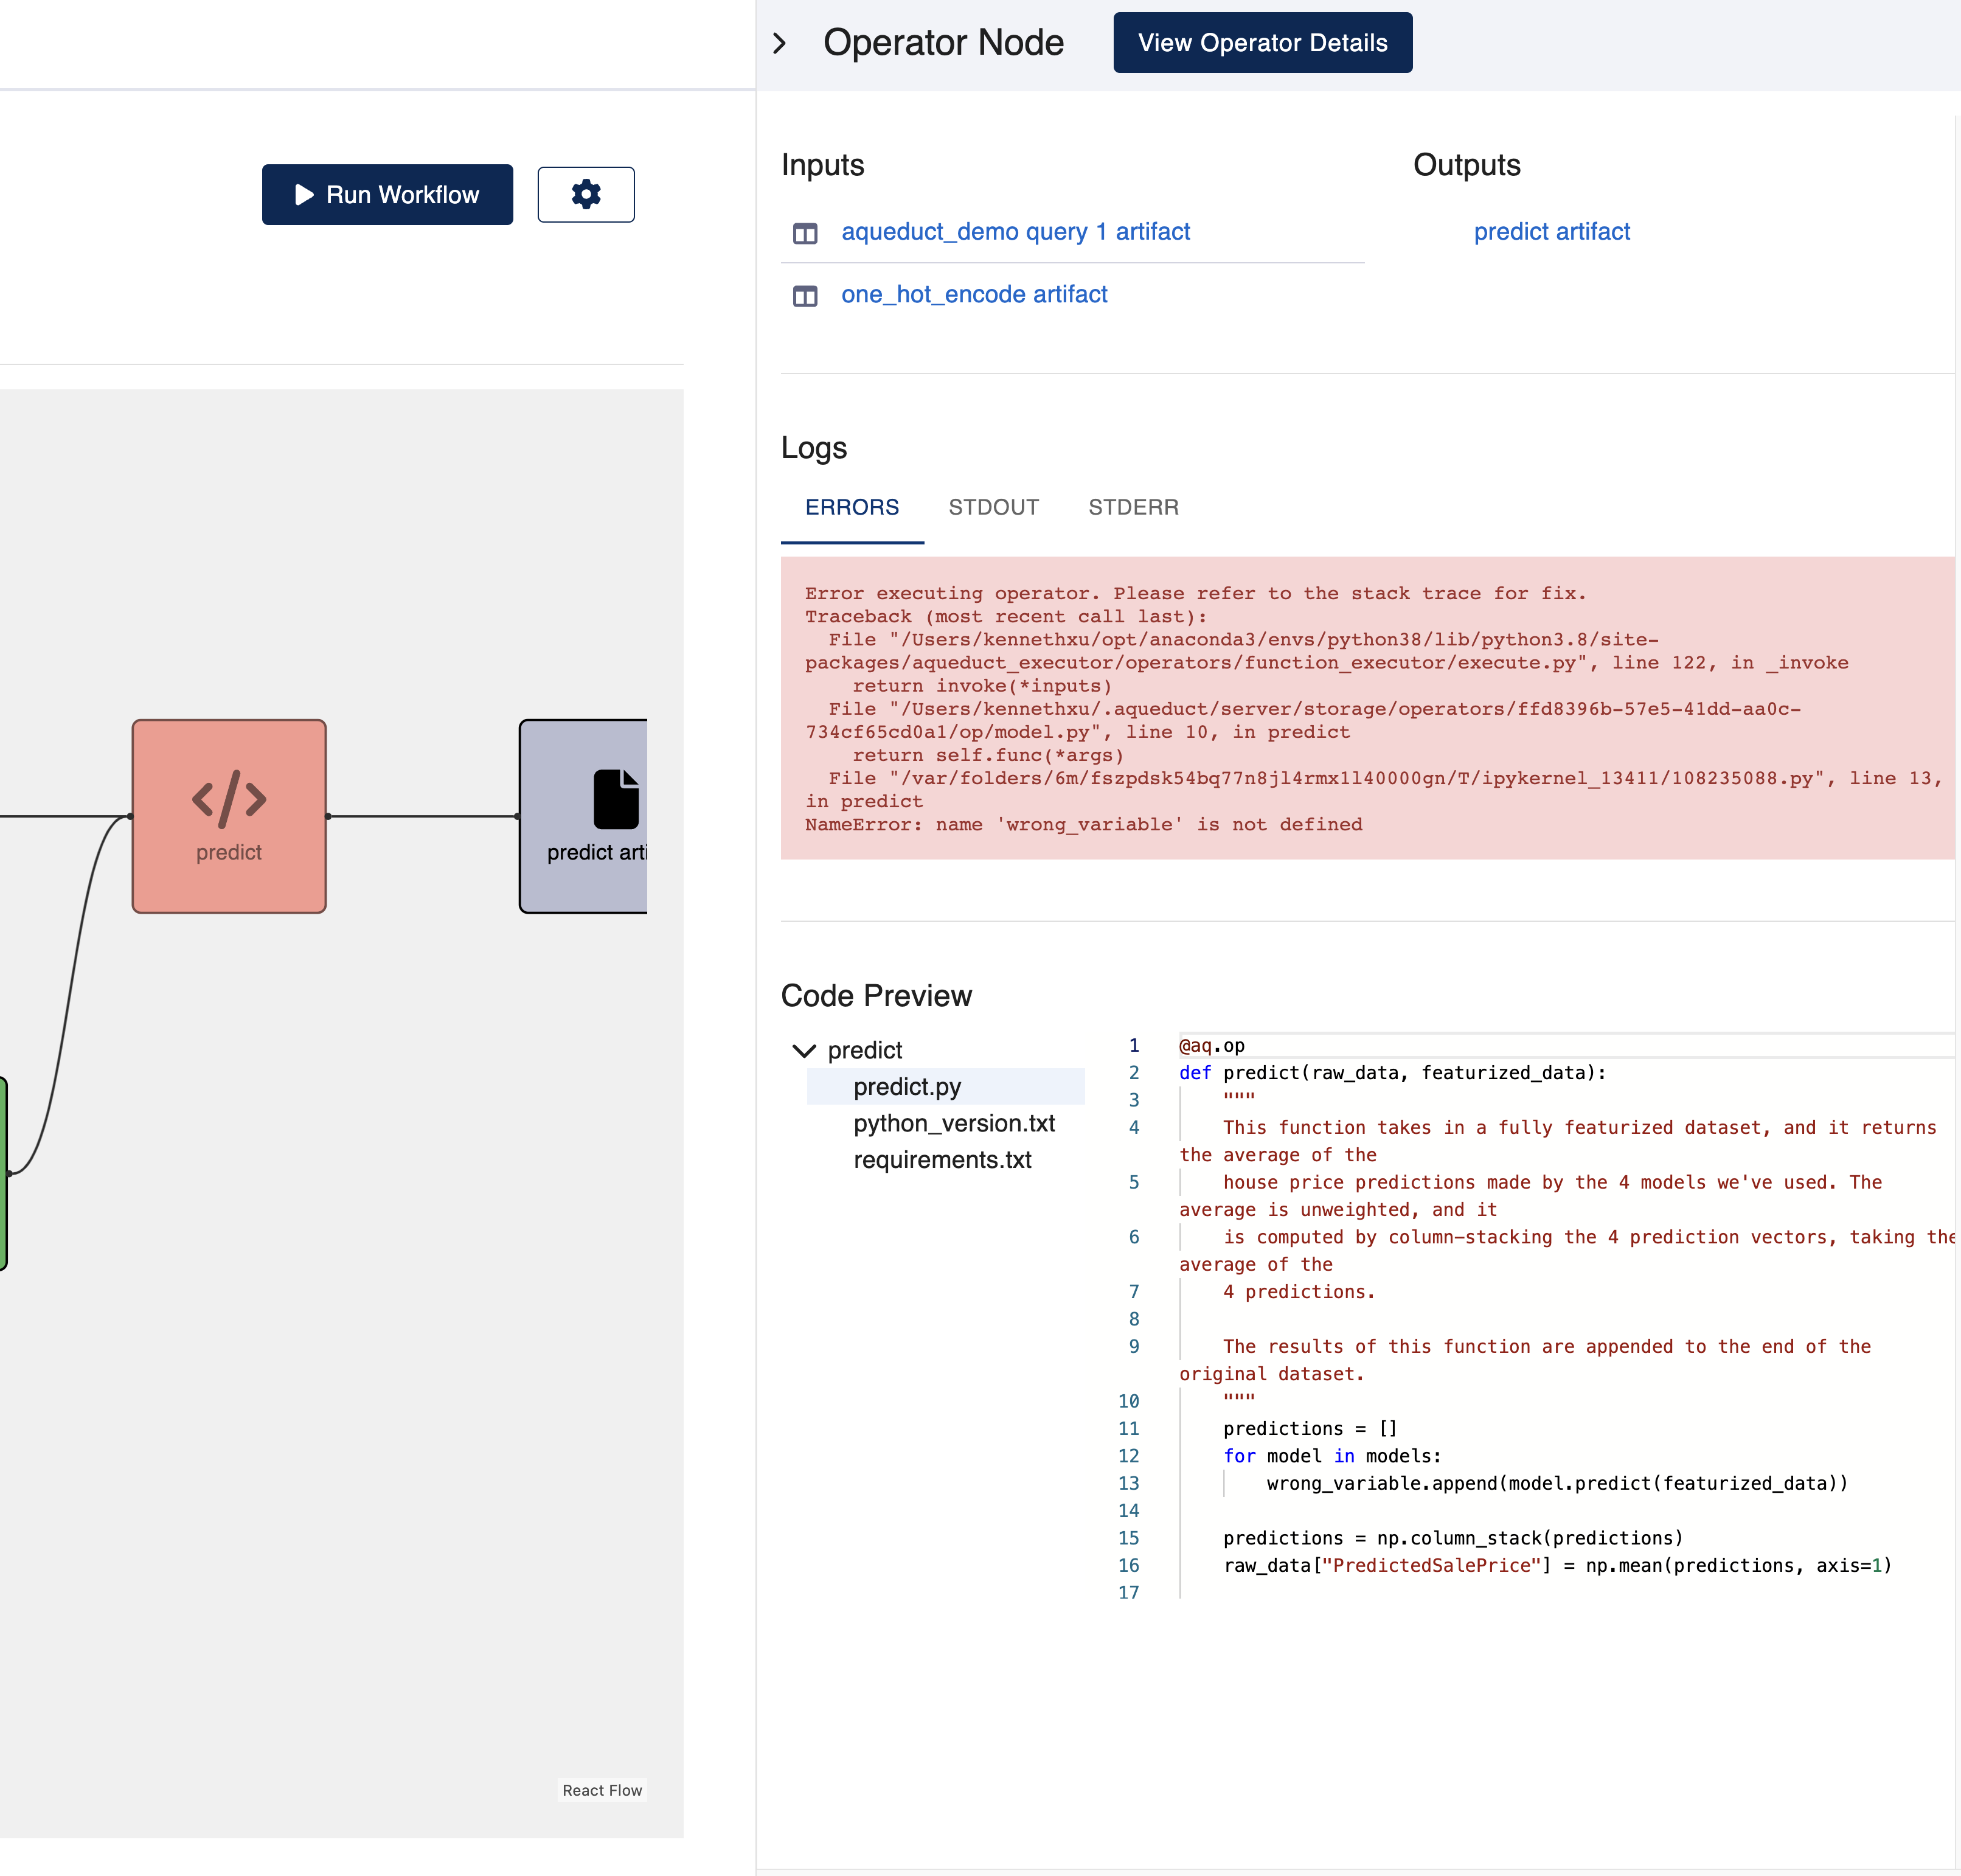 Operator Node
View Operator Details
Run Workflow
Inputs
Outputs
aqueduct_demo query 1 artifact
predict artifact
one_hot_encode artifact
Logs
ERRORS
STDOUT
STDERR
Error executing operator. Please refer to the stack trace for fix.
Traceback (most recent call last):
  File "/Users/kennethxu/opt/anaconda3/envs/python38/lib/python3.8/site-
packages/aqueduct_executor/operators/function_executor/execute.py", line 122, in _invoke
    return invoke(*inputs)
  File "/Users/kennethxu/.aqueduct/server/storage/operators/ffd8396b-57e5-41dd-aa0c-
734cf65cd0a1/op/model.py", line 10, in predict
    return self.func(*args)
  File "/var/folders/6m/fszpdsk54bq77n8jl4rmx1l40000gn/T/ipykernel_13411/108235088.py", line 13,
in predict
NameError: name 'wrong_variable' is not defined
predict
predict arti
Code Preview
predict
predict.py
python_version.txt
requirements.txt
1 @aq.op
2 def predict(raw_data, featurized_data):
3     """
4     This function takes in a fully featurized dataset, and it returns
the average of the
5     house price predictions made by the 4 models we've used. The
average is unweighted, and it
6     is computed by column-stacking the 4 prediction vectors, taking the
average of the
7     4 predictions.
8
9     The results of this function are appended to the end of the
original dataset.
10     """
11     predictions = []
12     for model in models:
13         wrong_variable.append(model.predict(featurized_data))
14
15     predictions = np.column_stack(predictions)
16     raw_data["PredictedSalePrice"] = np.mean(predictions, axis=1)
17
React Flow